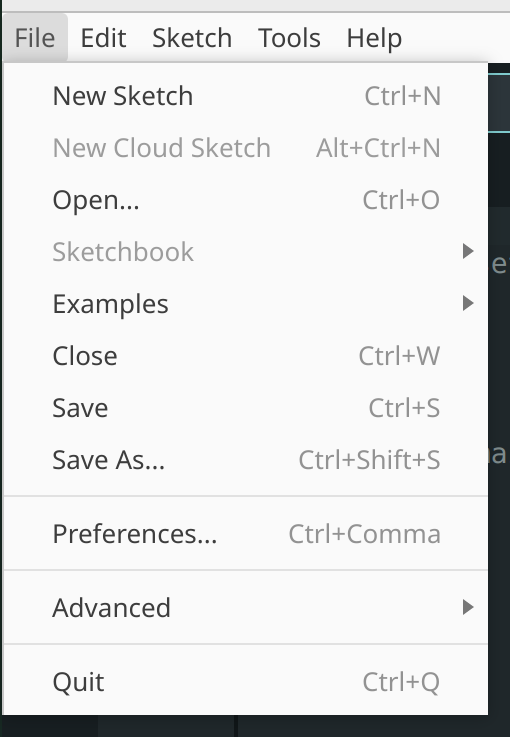 File Edit Sketch Tools Help
New Sketch Ctrl+N
New Cloud Sketch Alt+Ctrl+N
Open... Ctrl+O
Sketchbook
Examples
Close Ctrl+W
Save Ctrl+S
Save As... Ctrl+Shift+S
Preferences... Ctrl+Comma
Advanced
Quit Ctrl+Q